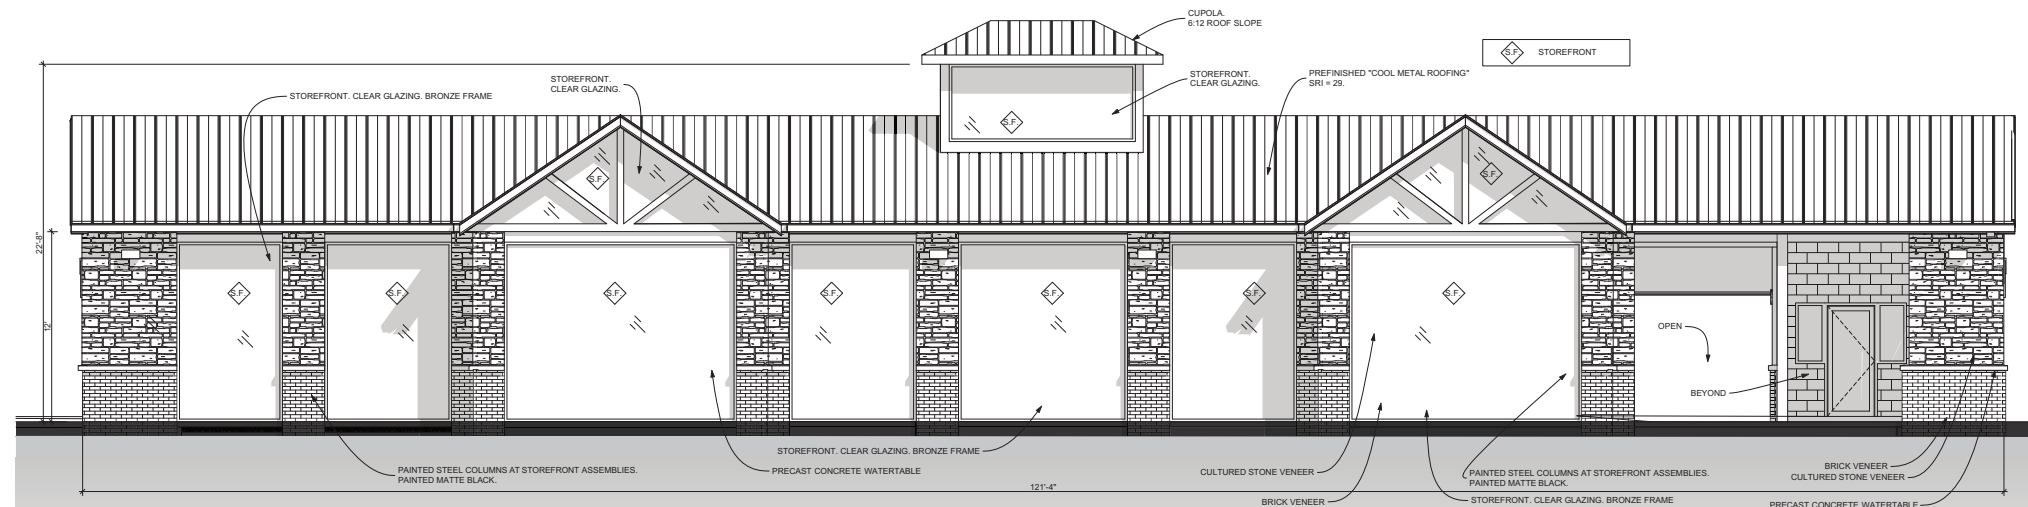 CUPOLA.
6:12 ROOF SLOPE
S.F. STOREFRONT
STOREFRONT.
CLEAR GLAZING.
STOREFRONT.
CLEAR GLAZING.
PREFINISHED "COOL METAL ROOFING"
SRI = 29.
STOREFRONT. CLEAR GLAZING. BRONZE FRAME
S.F.
S.F.
S.F.
22'-8"
12'
S.F.
S.F.
S.F.
S.F.
S.F.
S.F.
S.F.
OPEN
BEYOND
STOREFRONT. CLEAR GLAZING. BRONZE FRAME
PAINTED STEEL COLUMNS AT STOREFRONT ASSEMBLIES.
PAINTED MATTE BLACK.
PRECAST CONCRETE WATERTABLE
CULTURED STONE VENEER
PAINTED STEEL COLUMNS AT STOREFRONT ASSEMBLIES.
PAINTED MATTE BLACK.
BRICK VENEER
CULTURED STONE VENEER
121'-4"
BRICK VENEER
STOREFRONT. CLEAR GLAZING. BRONZE FRAME
PRECAST CONCRETE WATERTABLE